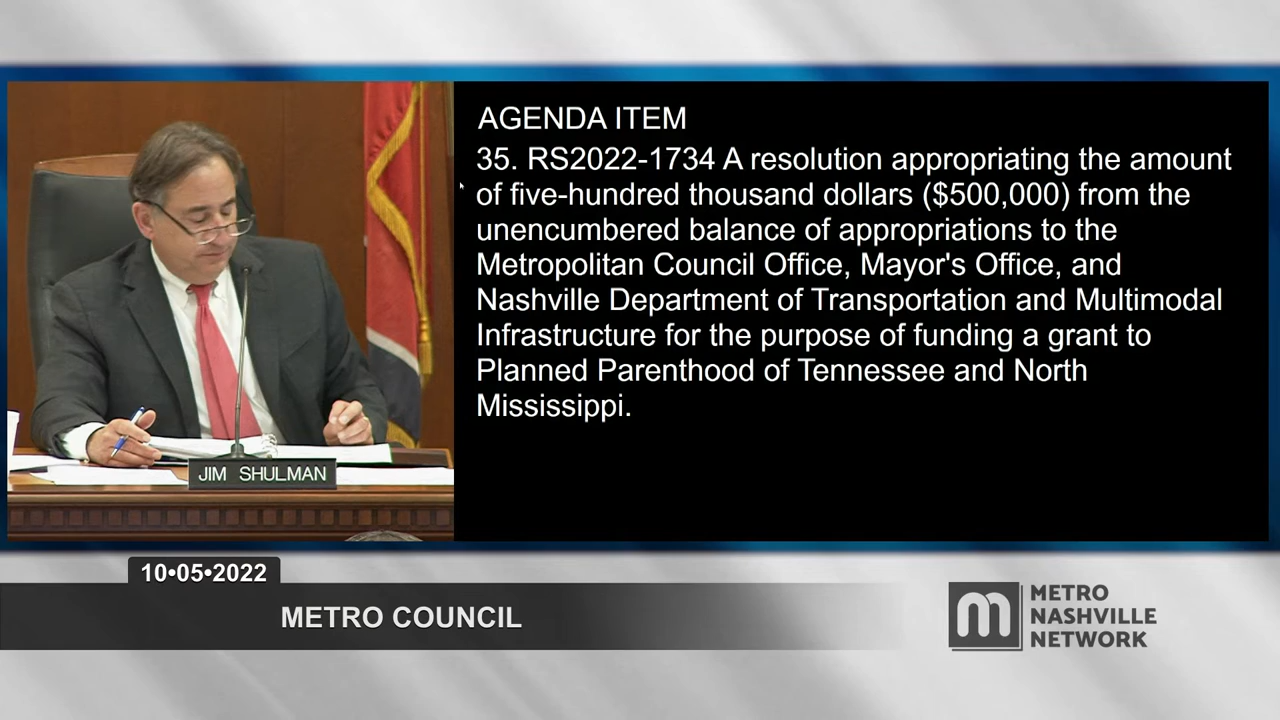 AGENDA ITEM
35. RS2022-1734 A resolution appropriating the amount
of five-hundred thousand dollars ($500,000) from the
unencumbered balance of appropriations to the
Metropolitan Council Office, Mayor's Office, and
Nashville Department of Transportation and Multimodal
Infrastructure for the purpose of funding a grant to
Planned Parenthood of Tennessee and North
Mississippi.
JIM SHULMAN
10•05•2022
METRO COUNCIL
m
METRO
NASHVILLE
NETWORK